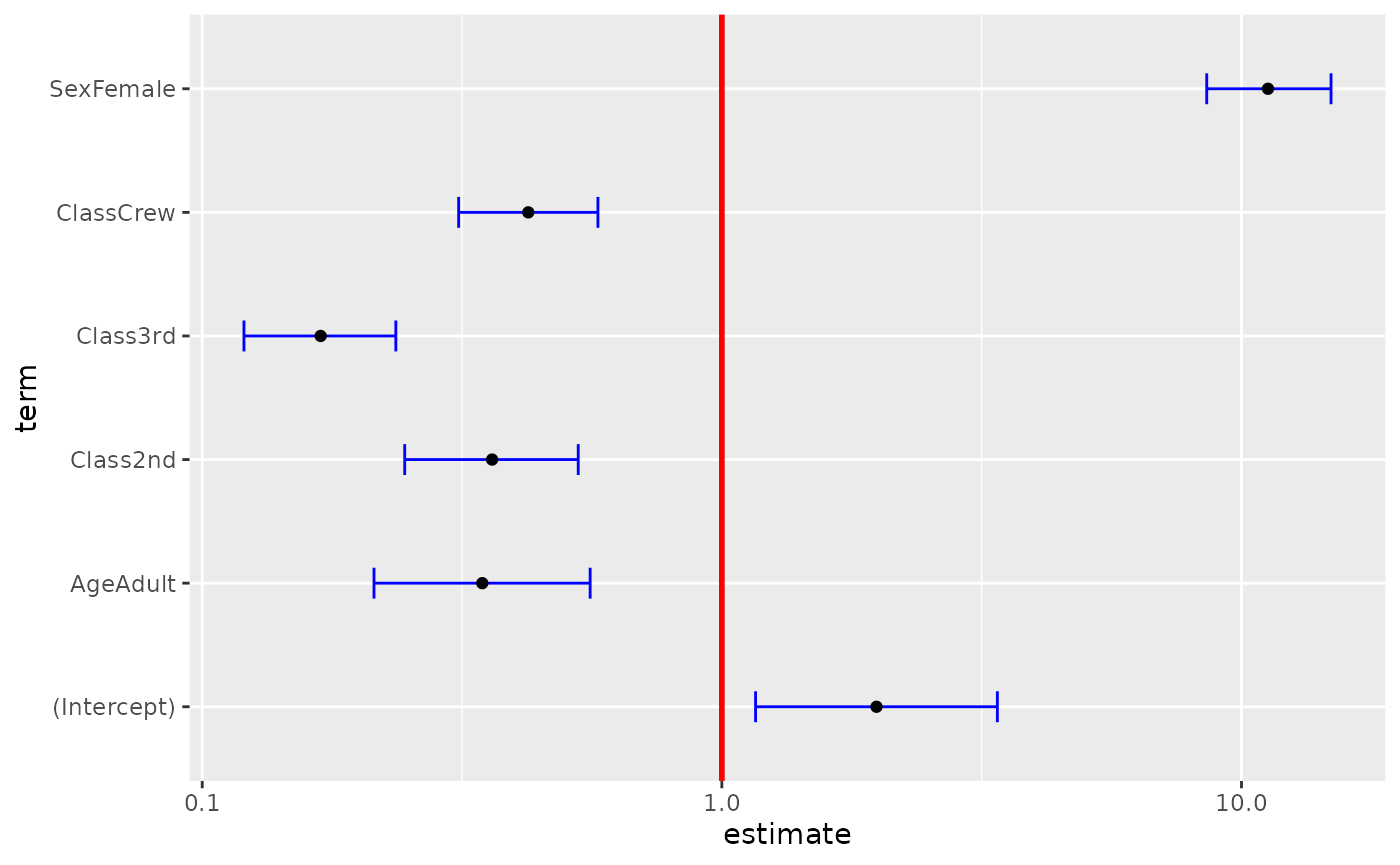 SexFemale
ClassCrew
Class3rd
Class2nd
AgeAdult
(Intercept)
term
0.1 1.0 10.0
estimate